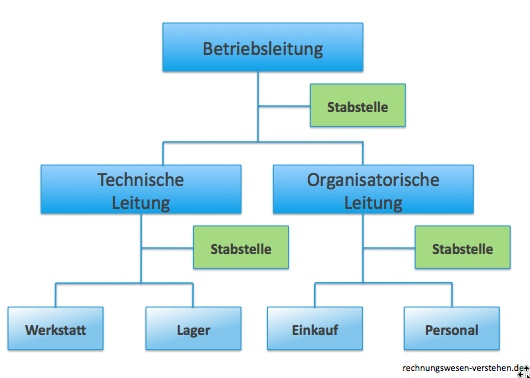 Betriebsleitung
Stabstelle
Technische
Leitung
Organisatorische
Leitung
Stabstelle
Stabstelle
Werkstatt
Lager
Einkauf
Personal
rechnungswesen-verstehen.de